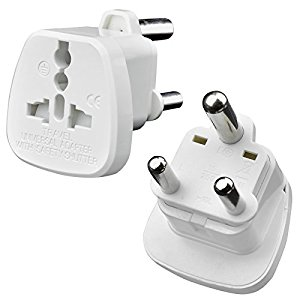 CE
TRAVEL
UNIVERSAL ADAPTER
WITH SAFETY SHUTTER